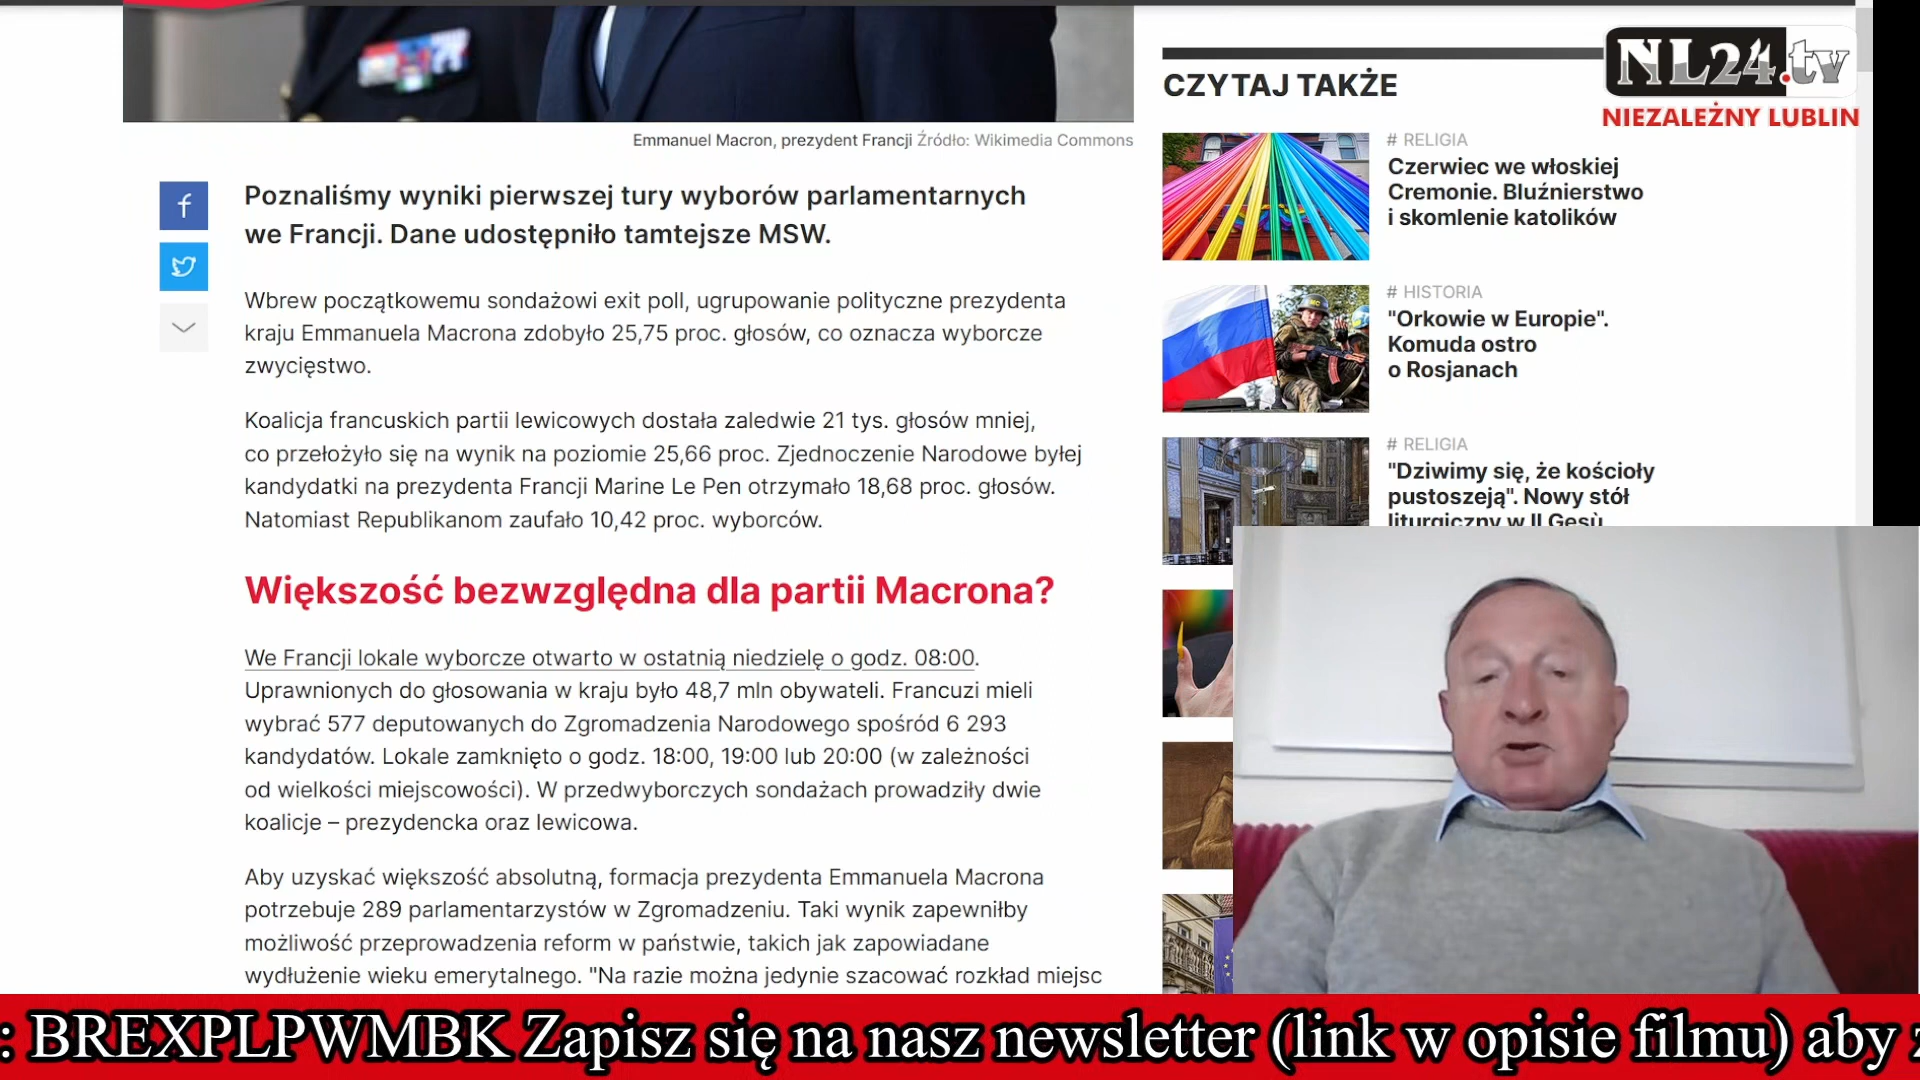 NL24.tv
NIEZALEŻNY LUBLIN
Emmanuel Macron, prezydent Francji Źródło: Wikimedia Commons
f
Poznaliśmy wyniki pierwszej tury wyborów parlamentarnych
we Francji. Dane udostępniło tamtejsze MSW.
Wbrew początkowemu sondażowi exit poll, ugrupowanie polityczne prezydenta
kraju Emmanuela Macrona zdobyło 25,75 proc. głosów, co oznacza wyborcze
zwycięstwo.
Koalicja francuskich partii lewicowych dostała zaledwie 21 tys. głosów mniej,
co przełożyło się na wynik na poziomie 25,66 proc. Zjednoczenie Narodowe byłej
kandydatki na prezydenta Francji Marine Le Pen otrzymało 18,68 proc. głosów.
Natomiast Republikanom zaufało 10,42 proc. wyborców.
Większość bezwzględna dla partii Macrona?
We Francji lokale wyborcze otwarto w ostatnią niedzielę o godz. 08:00.
Uprawnionych do głosowania w kraju było 48,7 mln obywateli. Francuzi mieli
wybrać 577 deputowanych do Zgromadzenia Narodowego spośród 6 293
kandydatów. Lokale zamknięto o godz. 18:00, 19:00 lub 20:00 (w zależności
od wielkości miejscowości). W przedwyborczych sondażach prowadziły dwie
koalicje – prezydencka oraz lewicowa.
Aby uzyskać większość absolutną, formacja prezydenta Emmanuela Macrona
potrzebuje 289 parlamentarzystów w Zgromadzeniu. Taki wynik zapewniłby
możliwość przeprowadzenia reform w państwie, takich jak zapowiadane
wydłużenie wieku emerytalnego. "Na razie można jedynie szacować rozkład miejsc
CZYTAJ TAKŻE
# RELIGIA
Czerwiec we włoskiej
Cremonie. Bluźnierstwo
i skomlenie katolików
# HISTORIA
"Orkowie w Europie".
Komuda ostro
o Rosjanach
# RELIGIA
"Dziwimy się, że kościoły
pustoszeją". Nowy stół
liturgiczny w Il Gesù
: BREXPLPWMBK Zapisz się na nasz newsletter (link w opisie filmu) aby z